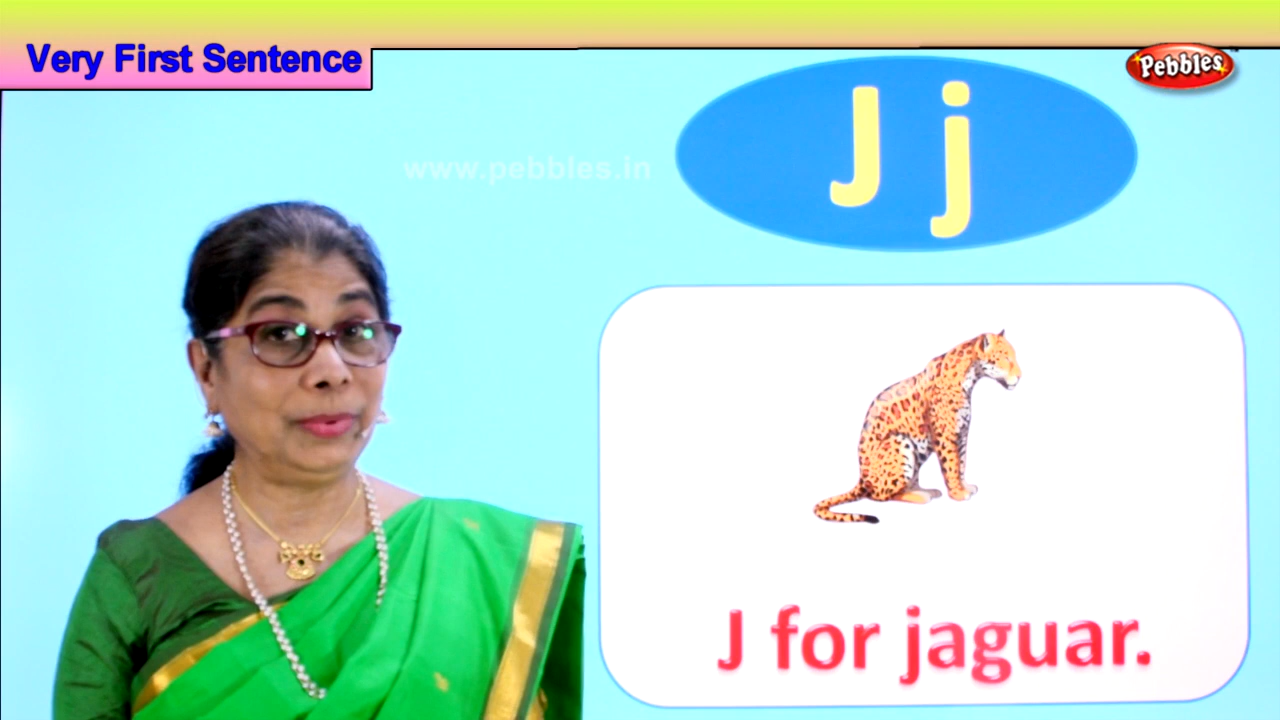 Very First Sentence
Pebbles
www.pebbles.in
J j
J for jaguar.